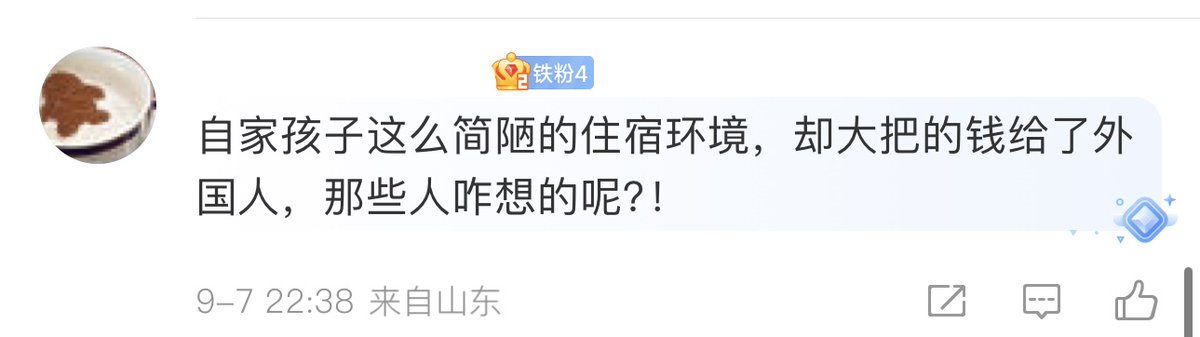 铁粉4
2
自家孩子这么简陋的住宿环境，却大把的钱给了外
国人，那些人咋想的呢?!
9-7 22:38 来自山东